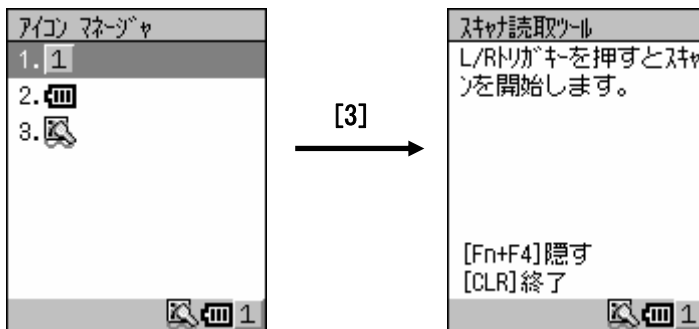 ｱｲｺﾝ ﾏﾈｰｼﾞｬ
1. 1
2.
3.
1
[3]
ｽｷｬﾅ読取ﾂｰﾙ
L/Rﾄﾘｶﾞｷｰを押すとｽｷｬ
ﾝを開始します。
[Fn+F4]隠す
[CLR]終了
1